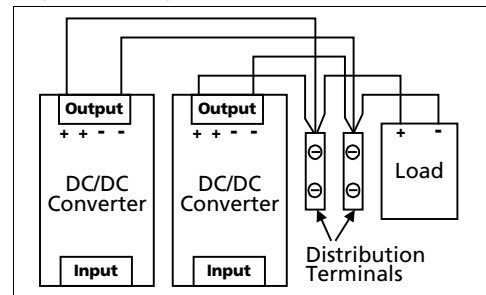 Output
+ + - -
DC/DC
Converter
Input
Output
+ + - -
DC/DC
Converter
Input
+ -
Load
Distribution
Terminals